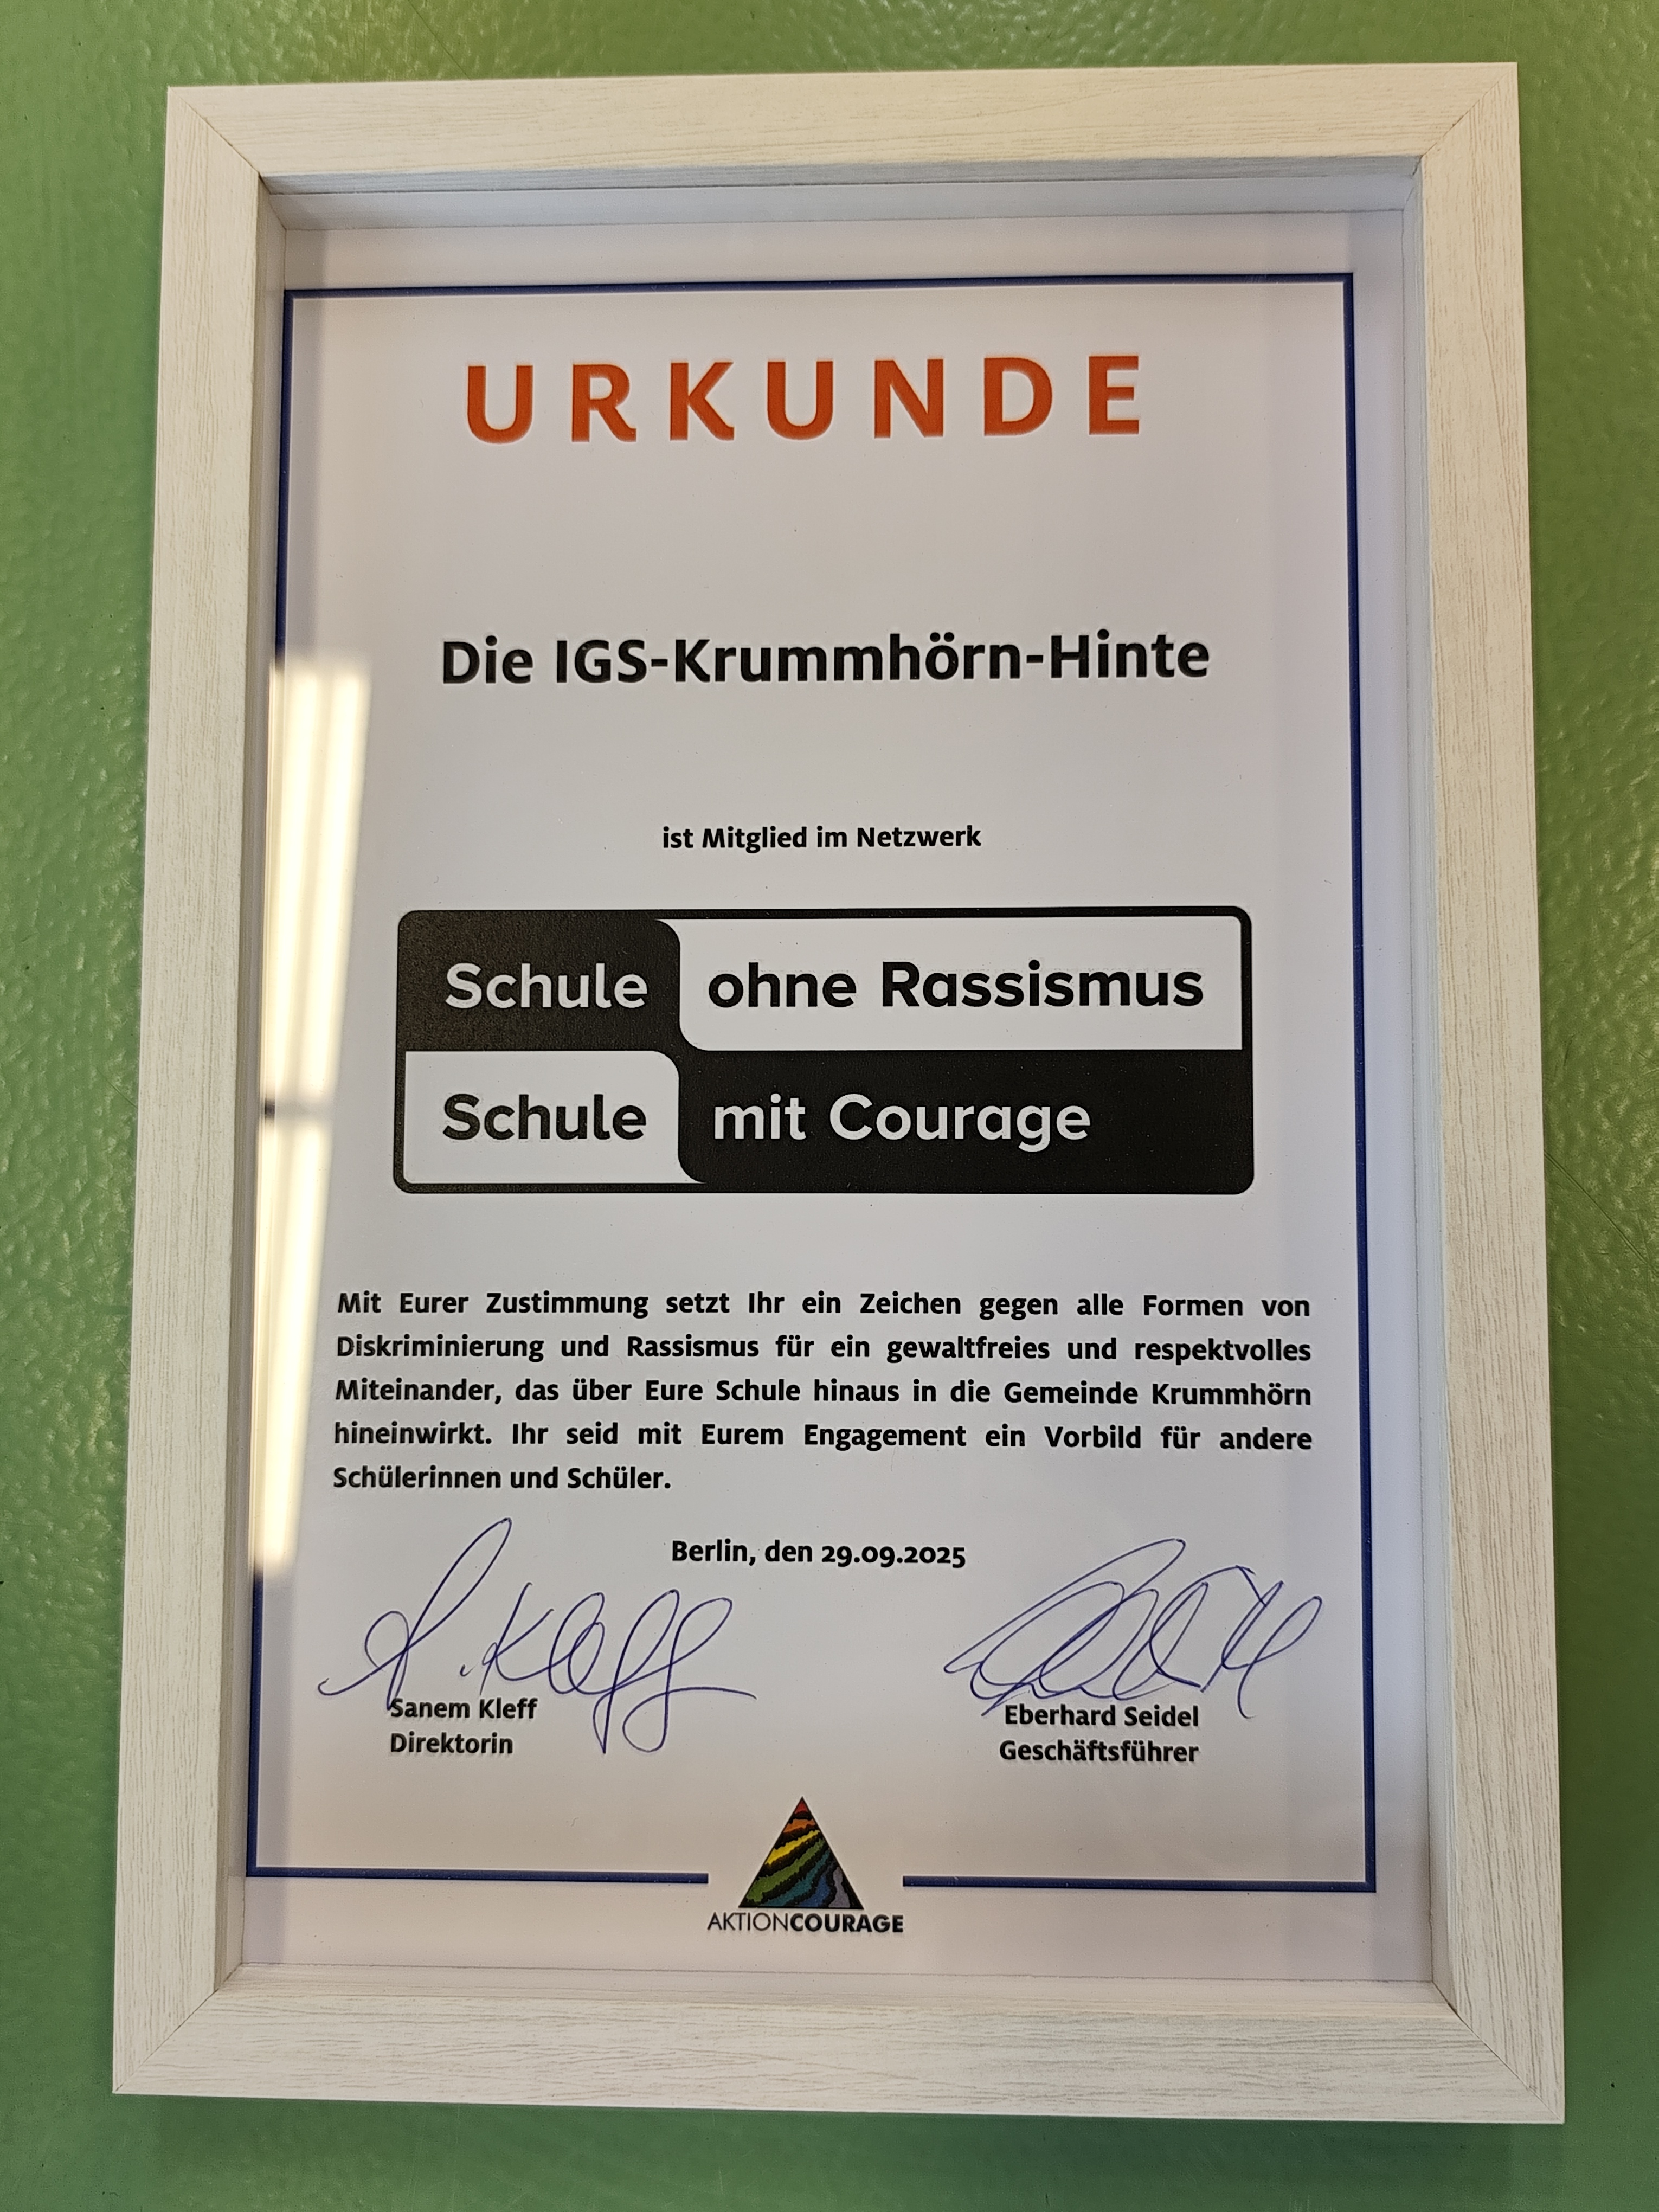 URKUNDE
Die IGS-Krummhörn-Hinte
ist Mitglied im Netzwerk
Schule ohne Rassismus
Schule mit Courage
Mit Eurer Zustimmung setzt Ihr ein Zeichen gegen alle Formen von
Diskriminierung und Rassismus für ein gewaltfreies und respektvolles
Miteinander, das über Eure Schule hinaus in die Gemeinde Krummhörn
hineinwirkt. Ihr seid mit Eurem Engagement ein Vorbild für andere
Schülerinnen und Schüler.
Berlin, den 29.09.2025
S. Kleff
Sanem Kleff
Direktorin
Eberhard Seidel
Geschäftsführer
AKTIONCOURAGE